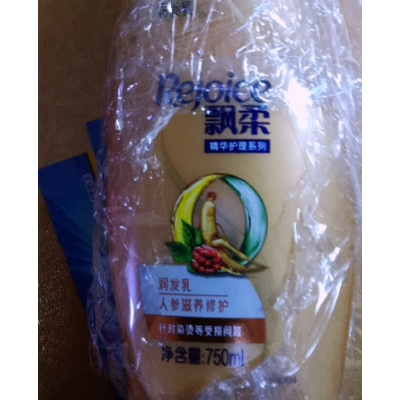 Rejoice
飘柔
精华护理系列
润发乳
人参滋养修护
针对染烫等受损问题
净含量:750ml